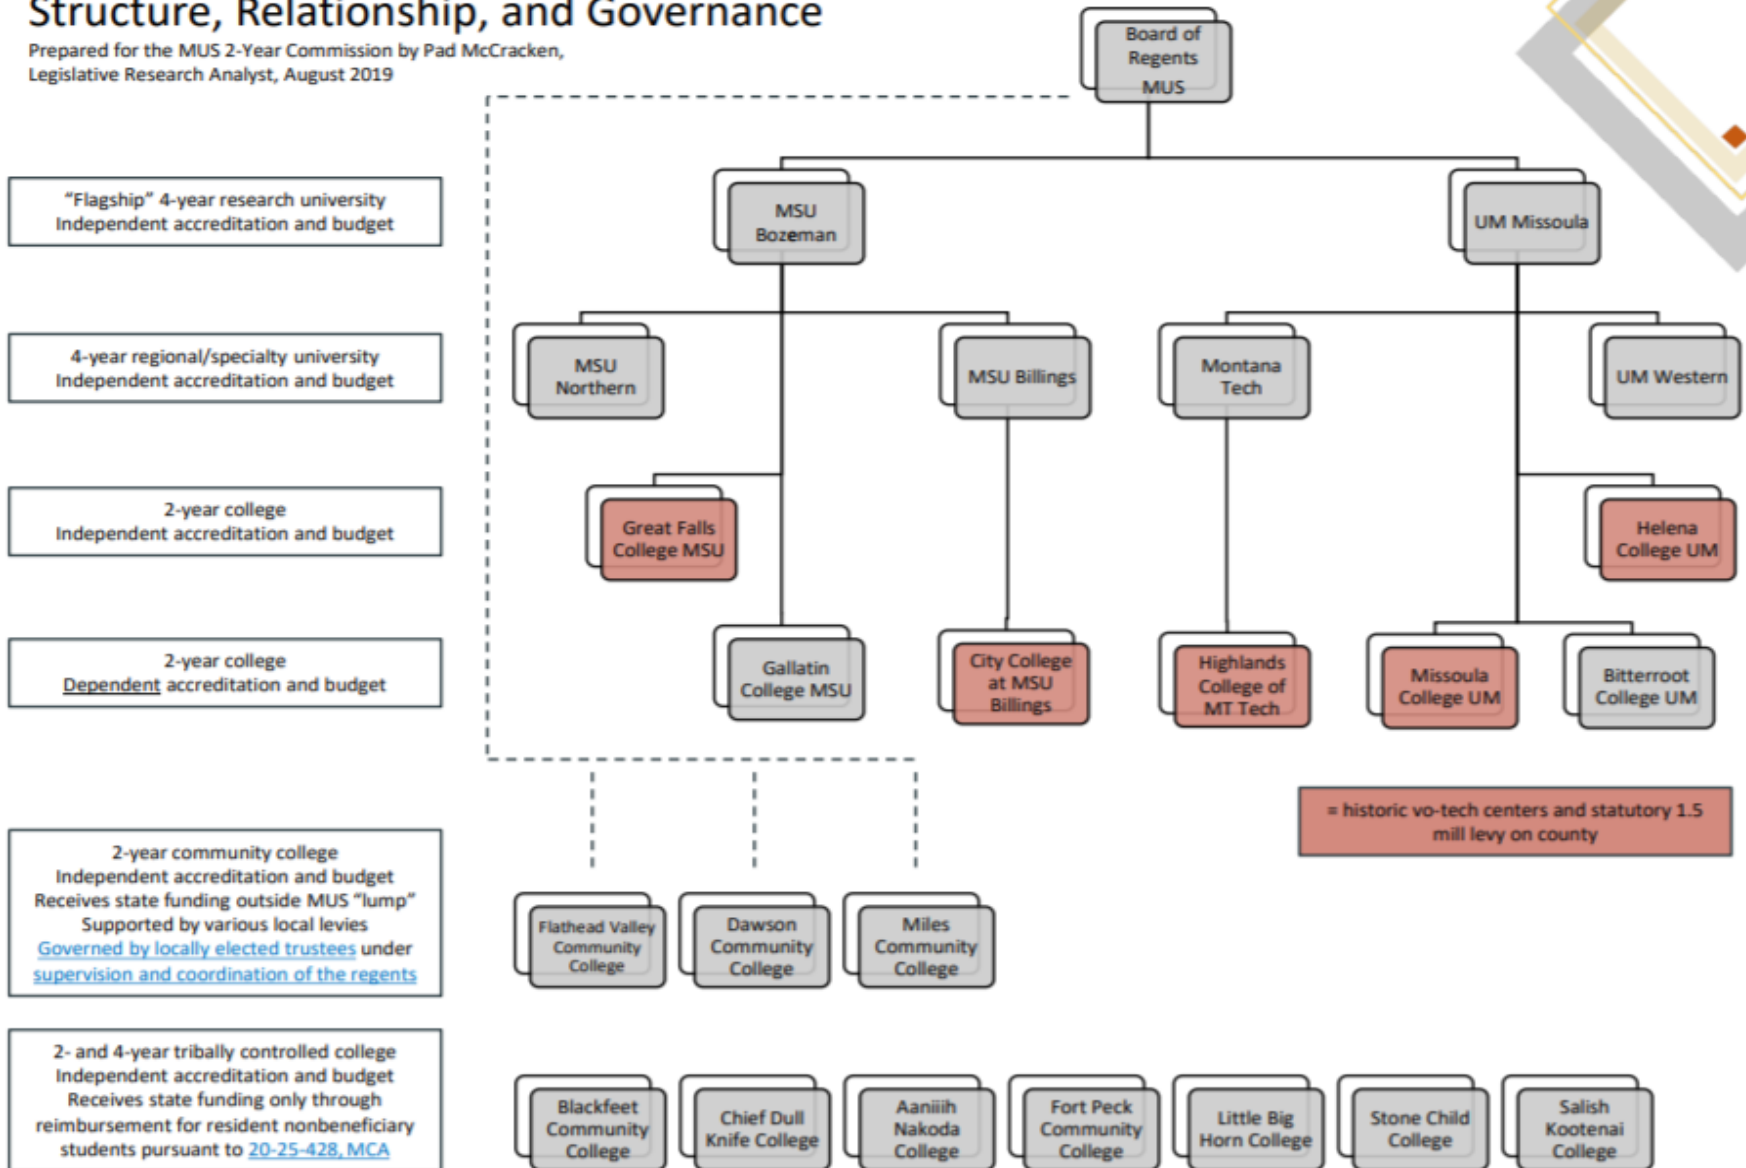 Structure, Relationship, and Governance
Prepared for the MUS 2-Year Commission by Pad McCracken,
Legislative Research Analyst, August 2019
Board of
Regents
MUS
"Flagship" 4-year research university
Independent accreditation and budget
MSU
Bozeman
UM Missoula
4-year regional/specialty university
Independent accreditation and budget
MSU
Northern
MSU Billings
Montana
Tech
UM Western
2-year college
Independent accreditation and budget
Great Falls
College MSU
Helena
College UM
2-year college
Dependent accreditation and budget
Gallatin
College MSU
City College
at MSU
Billings
Highlands
College of
MT Tech
Missoula
College UM
Bitterroot
College UM
= historic vo-tech centers and statutory 1.5
mill levy on county
2-year community college
Independent accreditation and budget
Receives state funding outside MUS "lump"
Supported by various local levies
Governed by locally elected trustees under
supervision and coordination of the regents
Flathead Valley
Community
College
Dawson
Community
College
Miles
Community
College
2- and 4-year tribally controlled college
Independent accreditation and budget
Receives state funding only through
reimbursement for resident nonbeneficiary
students pursuant to 20-25-428, MCA
Blackfeet
Community
College
Chief Dull
Knife College
Aaniiih
Nakoda
College
Fort Peck
Community
College
Little Big
Horn College
Stone Child
College
Salish
Kootenai
College